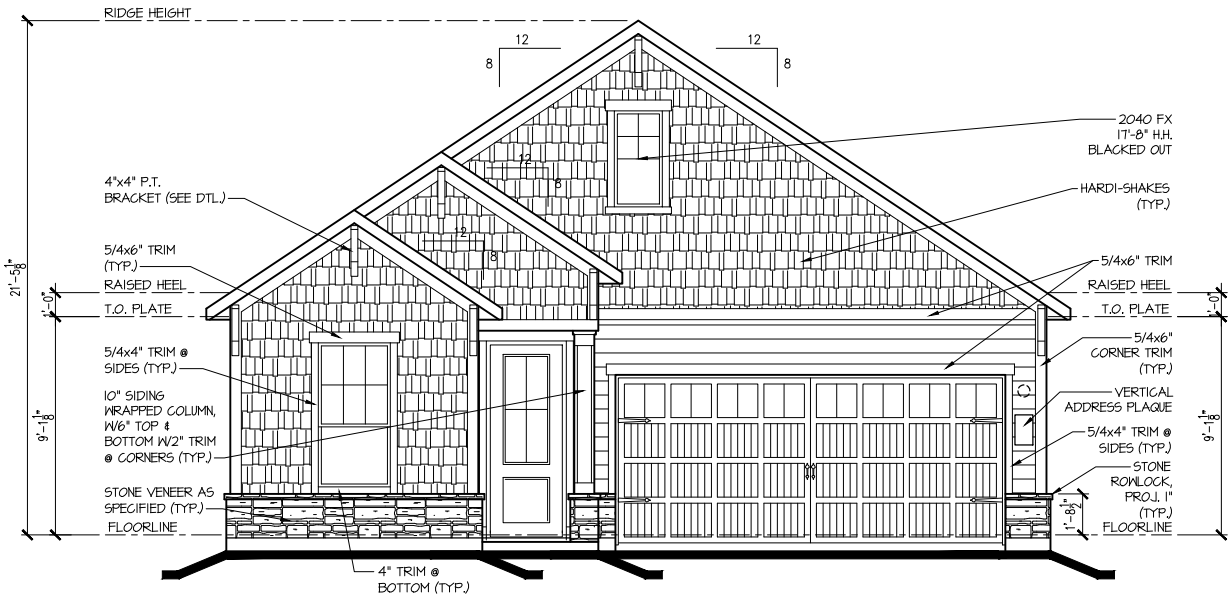 RIDGE HEIGHT
12
8
12
8
2040 FX
17'-8" H.H.
BLACKED OUT
12
8
4"x4" P.T.
BRACKET (SEE DTL.)
HARDI-SHAKES
(TYP.)
12
8
5/4x6" TRIM
(TYP.)
5/4x6" TRIM
21'-5 1/8"
RAISED HEEL
RAISED HEEL
1'-0"
1'-0"
T.O. PLATE
T.O. PLATE
5/4x4" TRIM @
SIDES (TYP.)
5/4x6"
CORNER TRIM
(TYP.)
10" SIDING
WRAPPED COLUMN,
W/6" TOP &
BOTTOM W/2" TRIM
@ CORNERS (TYP.)
VERTICAL
ADDRESS PLAQUE
9'-1 1/8"
9'-1 1/8"
5/4x4" TRIM @
SIDES (TYP.)
STONE VENEER AS
SPECIFIED (TYP.)
STONE
ROWLOCK,
PROJ. 1"
(TYP.)
1'-8 1/2"
FLOORLINE
FLOORLINE
4" TRIM @
BOTTOM (TYP.)